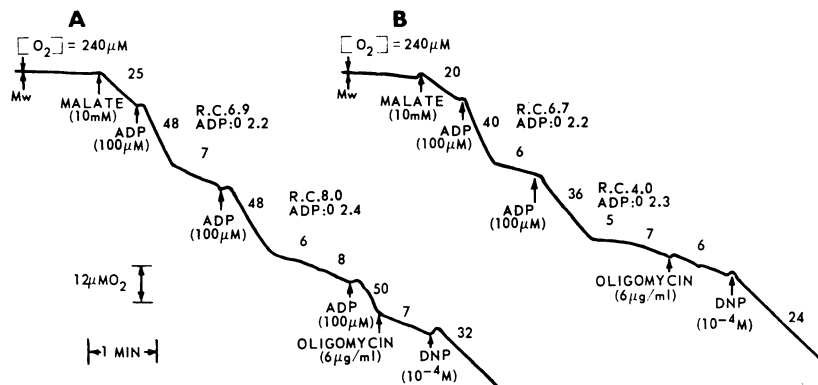 A
[O₂] = 240μM
Mw
25
MALATE
(10mM)
ADP
(100μM)
48
R.C.6.9
ADP:O 2.2
7
ADP
(100μM)
48
R.C.8.0
ADP:O 2.4
6
8
ADP
(100μM)
50
OLIGOMYCIN
(6μg/ml)
7
DNP
(10⁻⁴M)
32
12μMO₂
1 MIN
B
[O₂] = 240μM
Mw
20
MALATE
(10mM)
ADP
(100μM)
40
R.C.6.7
ADP:O 2.2
6
ADP
(100μM)
36
R.C.4.0
ADP:O 2.3
5
7
OLIGOMYCIN
(6μg/ml)
6
DNP
(10⁻⁴M)
24